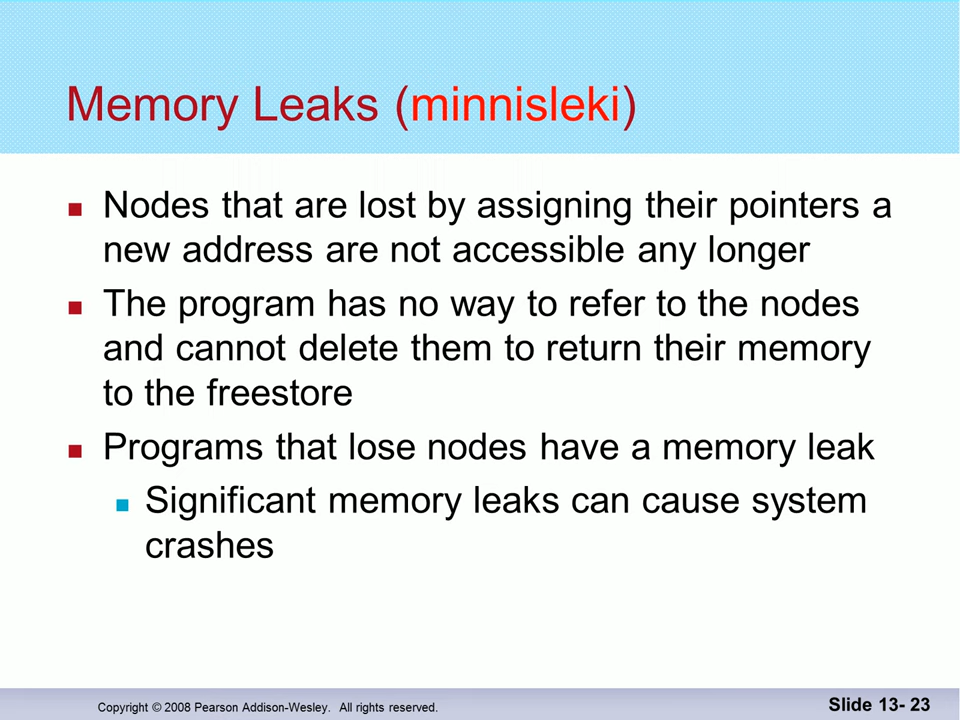 Memory Leaks (minnisleki)
Nodes that are lost by assigning their pointers a
new address are not accessible any longer
The program has no way to refer to the nodes
and cannot delete them to return their memory
to the freestore
Programs that lose nodes have a memory leak
Significant memory leaks can cause system
crashes
Copyright © 2008 Pearson Addison-Wesley. All rights reserved.
Slide 13- 23